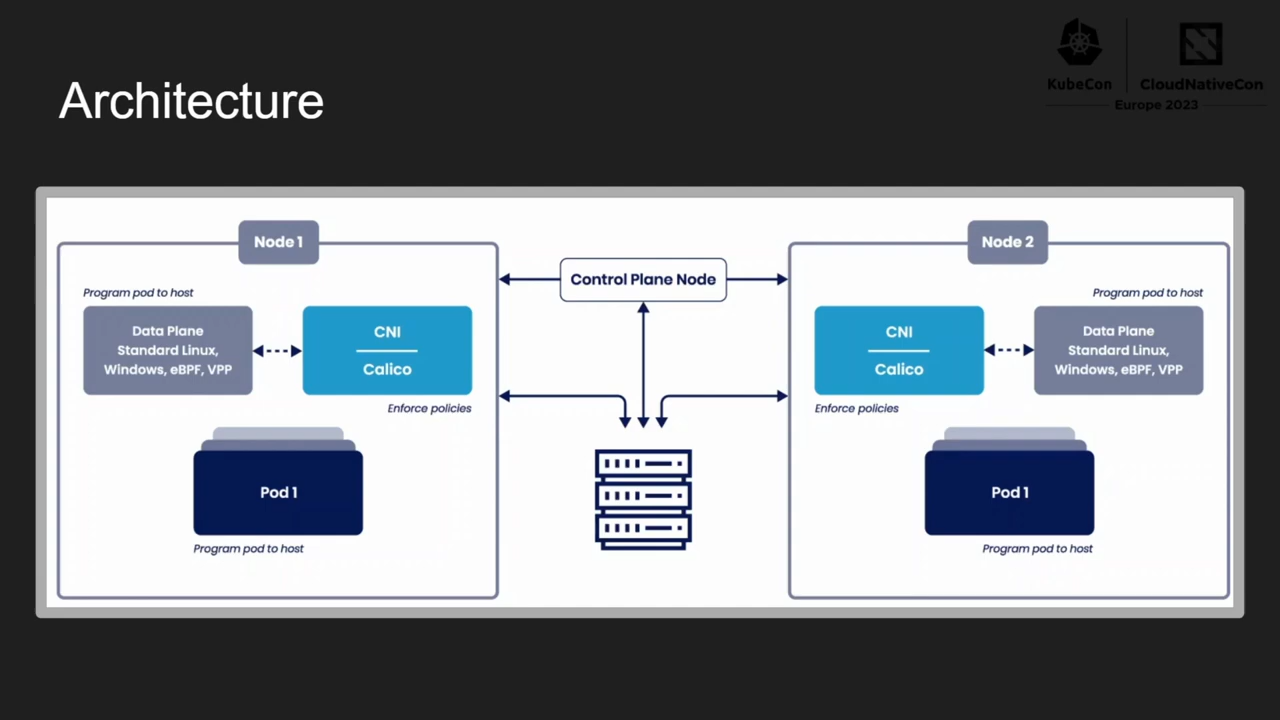 KubeCon
CloudNativeCon
Europe 2023
Architecture
Node 1
Program pod to host
Data Plane
Standard Linux,
Windows, eBPF, VPP
CNI
Calico
Enforce policies
Pod 1
Program pod to host
Control Plane Node
Node 2
Program pod to host
CNI
Calico
Data Plane
Standard Linux,
Windows, eBPF, VPP
Enforce policies
Pod 1
Program pod to host